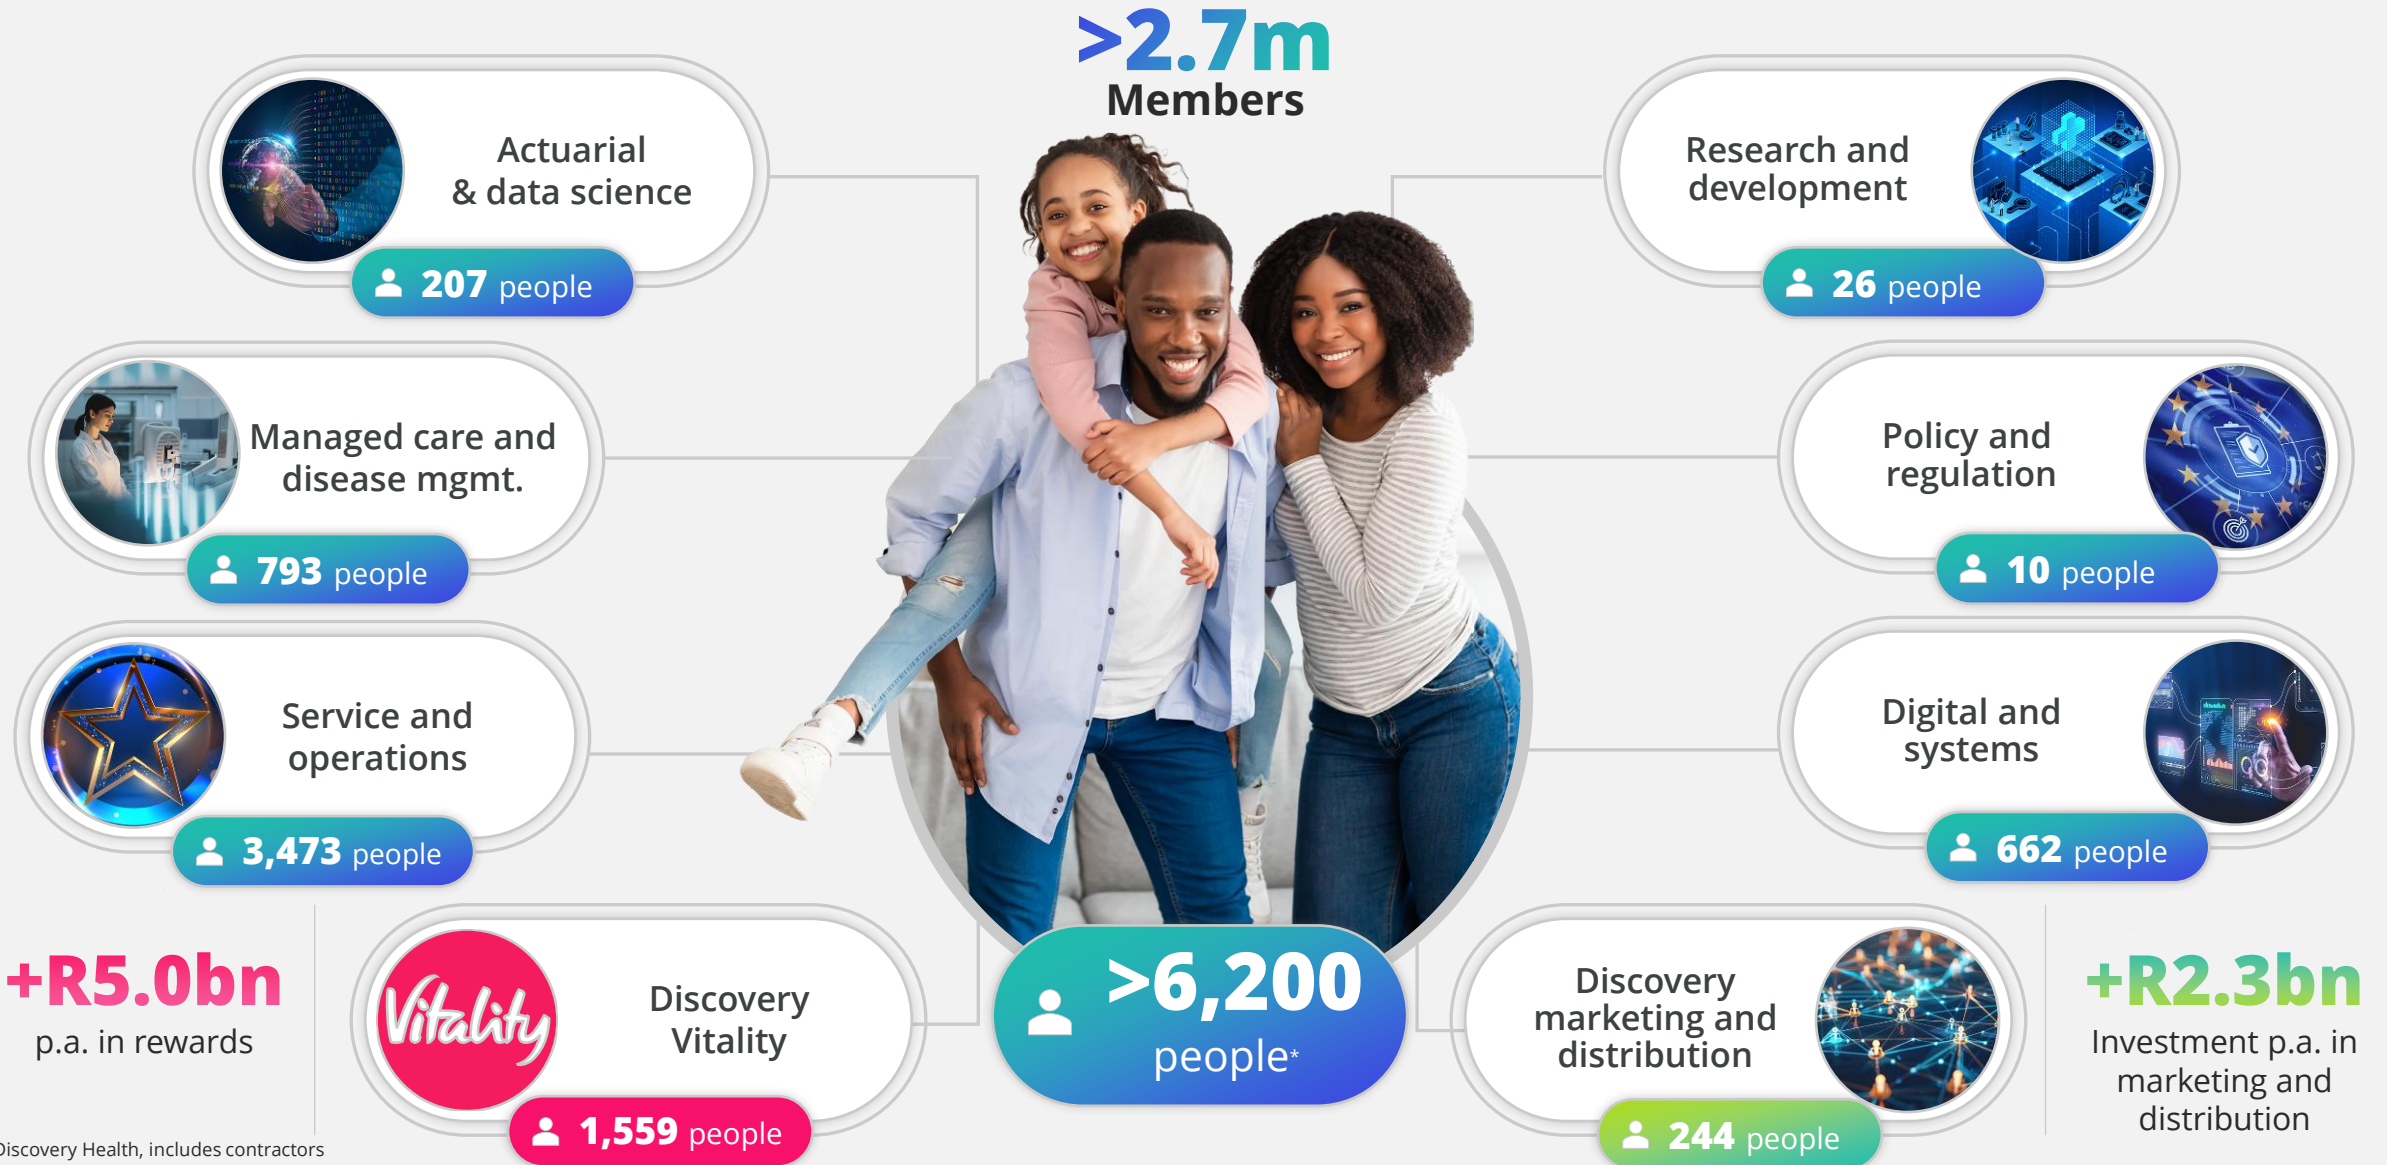 >2.7m
Members
Actuarial
& data science
207 people
Research and
development
26 people
Managed care and
disease mgmt.
793 people
Policy and
regulation
10 people
Service and
operations
3,473 people
Digital and
systems
662 people
+R5.0bn
p.a. in rewards
Vitality
Discovery
Vitality
1,559 people
>6,200
people*
Discovery
marketing and
distribution
244 people
+R2.3bn
Investment p.a. in
marketing and
distribution
Discovery Health, includes contractors